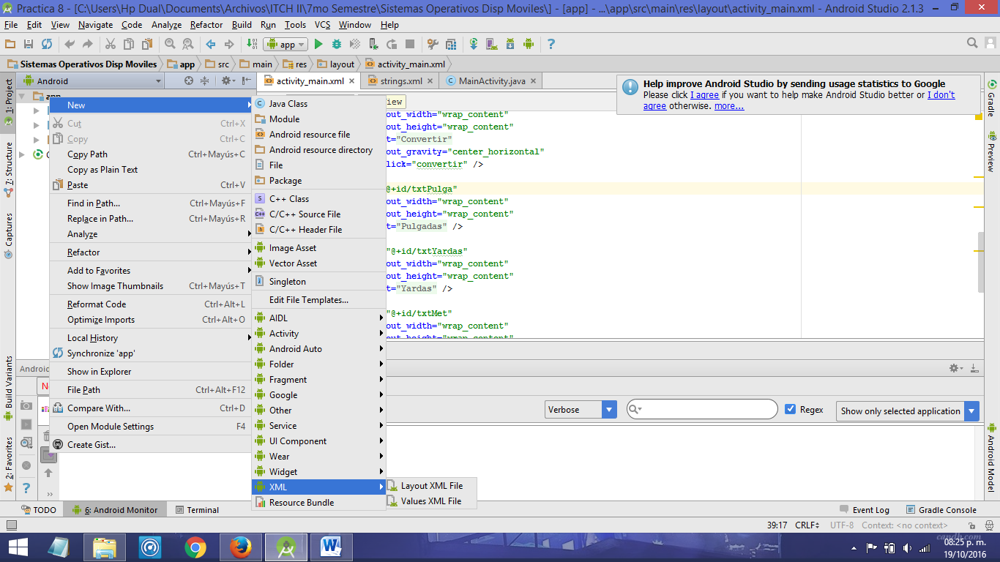 Practica 8 - [C:\Users\Hp Dual\Documents\Archivos\ITCH II\7mo Semestre\Sistemas Operativos Disp Moviles\] - [app] - ...\app\src\main\res\layout\activity_main.xml - Android Studio 2.1.3
File Edit View Navigate Code Analyze Refactor Build Run Tools VCS Window Help
app
Sistemas Operativos Disp Moviles app src main res layout activity_main.xml
Android
activity_main.xml strings.xml MainActivity.java
Help improve Android Studio by sending usage statistics to Google
Please click I agree if you want to help make Android Studio better or I don't
agree otherwise. more...
1: Project
7: Structure
Captures
Build Variants
2: Favorites
app
New
Cut Ctrl+X
Copy Ctrl+C
Copy Path Ctrl+Mayús+C
Copy as Plain Text
Paste Ctrl+V
Find in Path... Ctrl+Mayús+F
Replace in Path... Ctrl+Mayús+R
Analyze
Refactor
Add to Favorites
Show Image Thumbnails Ctrl+Mayús+T
Reformat Code Ctrl+Alt+L
Optimize Imports Ctrl+Alt+O
Local History
Synchronize 'app'
Show in Explorer
File Path Ctrl+Alt+F12
Compare With... Ctrl+D
Open Module Settings F4
Create Gist...
Java Class
Module
Android resource file
Android resource directory
File
Package
C++ Class
C/C++ Source File
C/C++ Header File
Image Asset
Vector Asset
Singleton
Edit File Templates...
AIDL
Activity
Android Auto
Folder
Fragment
Google
Other
Service
UI Component
Wear
Widget
XML
Resource Bundle
Layout XML File
Values XML File
iew
out_width="wrap_content"
out_height="wrap_content"
t="Convertir"
out_gravity="center_horizontal"
lick="convertir" />
@+id/txtPulga"
out_width="wrap_content"
out_height="wrap_content"
t="Pulgadas" />
"@+id/txtYardas"
out_width="wrap_content"
out_height="wrap_content"
t="Yardas" />
"@+id/txtMet"
out_width="wrap_content"
out_height="wrap_content"
Gradle
Preview
Android Model
Android
Verbose
Regex
Show only selected application
TODO 6: Android Monitor Terminal Event Log Gradle Console
39:17 CRLF UTF-8 Context: <no context>
08:25 p. m.
19/10/2016